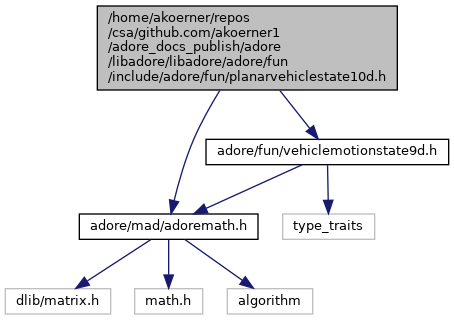 /home/akoerner/repos
/csa/github.com/akoerner1
/adore_docs_publish/adore
/libadore/libadore/adore/fun
/include/adore/fun/planarvehiclestate10d.h
adore/fun/vehiclemotionstate9d.h
adore/mad/adoremath.h
type_traits
dlib/matrix.h
math.h
algorithm